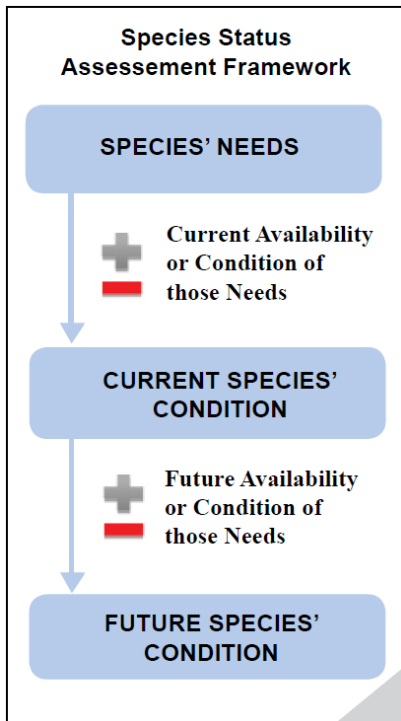 Species Status
Assessement Framework
SPECIES’ NEEDS
Current Availability
or Condition of
those Needs
CURRENT SPECIES’
CONDITION
Future Availability
or Condition of
those Needs
FUTURE SPECIES’
CONDITION